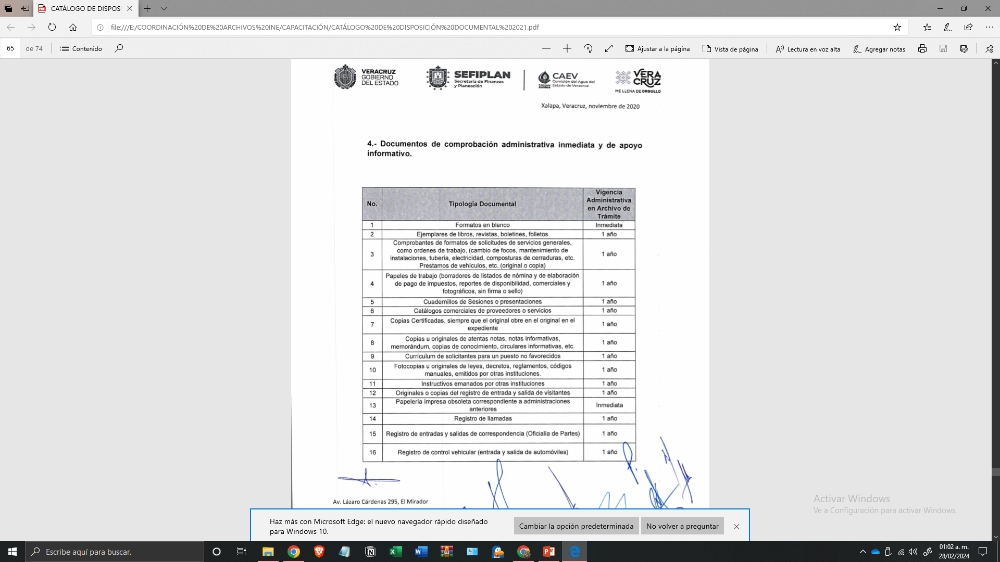 CATÁLOGO DE DISPOSI
file:///E:/COORDINACIÓN%20DE%20ARCHIVOS%20INE/CAPACITACIÓN/CATÁLOGO%20DE%20DISPOSICIÓN%20DOCUMENTAL%202021.pdf
65 de 74 Contenido Ajustar a la página Vista de página Lectura en voz alta Agregar notas
VERACRUZ
GOBIERNO
DEL ESTADO
SEFIPLAN
Secretaría de Finanzas
y Planeación
CAEV
Comisión del Agua del
Estado de Veracruz
VERA
CRUZ
ME LLENA DE ORGULLO
Xalapa, Veracruz, noviembre de 2020
4.- Documentos de comprobación administrativa inmediata y de apoyo
informativo.
No. Tipología Documental Vigencia
Administrativa
en Archivo de
Trámite
1 Formatos en blanco Inmediata
2 Ejemplares de libros, revistas, boletines, folletos 1 año
3 Comprobantes de formatos de solicitudes de servicios generales,
como ordenes de trabajo, (cambio de focos, mantenimiento de
instalaciones, tubería, electricidad, composturas de cerraduras, etc.
Prestamos de vehículos, etc. (original o copia) 1 año
4 Papeles de trabajo (borradores de listados de nómina y de elaboración
de pago de impuestos, reportes de disponibilidad, comerciales y
fotográficos, sin firma o sello) 1 año
5 Cuadernillos de Sesiones o presentaciones 1 año
6 Catálogos comerciales de proveedores o servicios 1 año
7 Copias Certificadas, siempre que el original obre en el original en el
expediente 1 año
8 Copias u originales de atentas notas, notas informativas,
memorándum, copias de conocimiento, circulares informativas, etc. 1 año
9 Currículum de solicitantes para un puesto no favorecidos 1 año
10 Fotocopias u originales de leyes, decretos, reglamentos, códigos
manuales, emitidos por otras instituciones. 1 año
11 Instructivos emanados por otras instituciones 1 año
12 Originales o copias del registro de entrada y salida de visitantes 1 año
13 Papelería impresa obsoleta correspondiente a administraciones
anteriores Inmediata
14 Registro de llamadas 1 año
15 Registro de entradas y salidas de correspondencia (Oficialía de Partes) 1 año
16 Registro de control vehicular (entrada y salida de automóviles) 1 año
Av. Lázaro Cárdenas 295, El Mirador
Activar Windows
Ve a Configuración para activar Windows.
Haz más con Microsoft Edge: el nuevo navegador rápido diseñado
para Windows 10.
Cambiar la opción predeterminada No volver a preguntar
Escribe aquí para buscar.
01:02 a. m.
28/02/2024